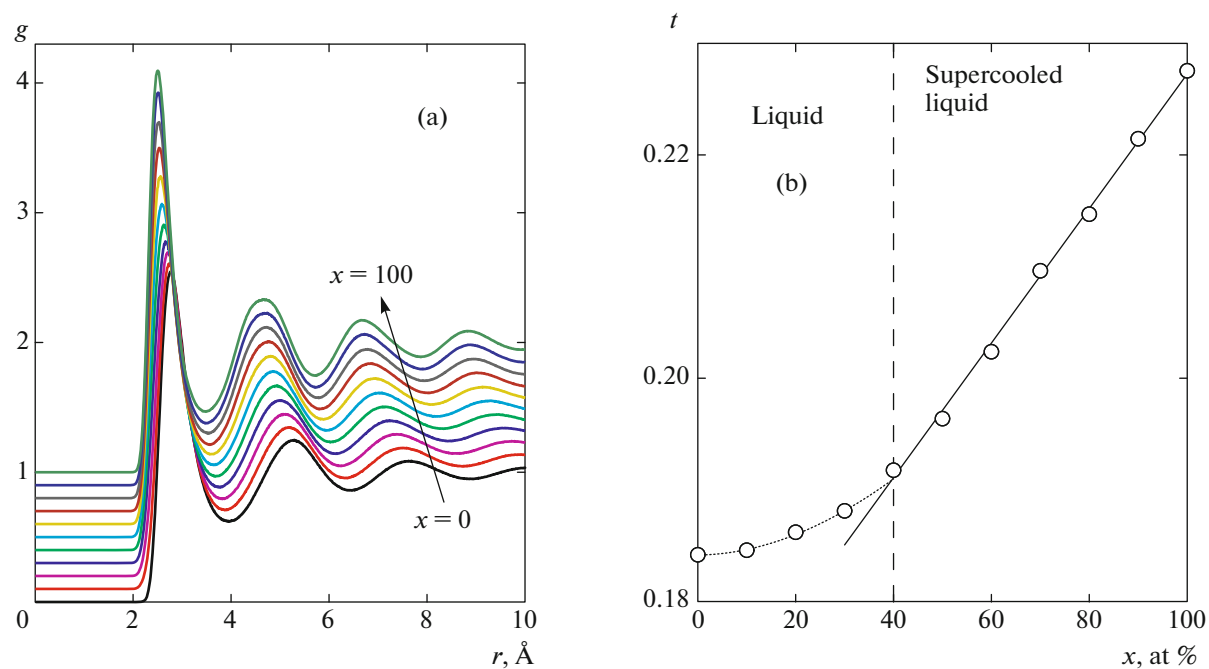 g
4
(a)
3
x = 100
2
1
x = 0
0
0 2 4 6 8 10
r, Å
t
Supercooled
liquid
Liquid
0.22
(b)
0.20
0.18
0 20 40 60 80 100
x, at %